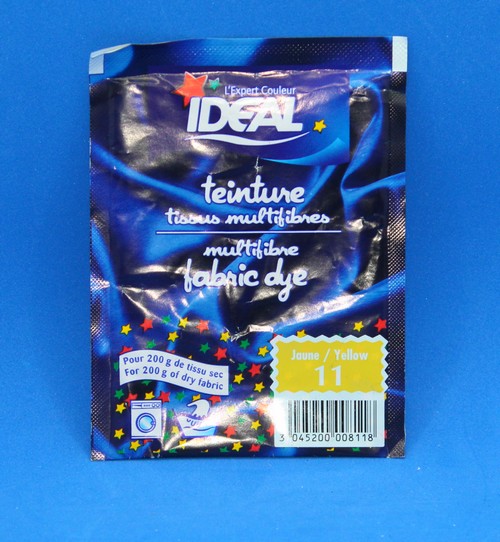 L'Expert Couleur
IDEAL
teinture
tissus multifibres
multifibre
fabric dye
Pour 200 g de tissu sec
For 200 g of dry fabric
Jaune / Yellow
11
3 045200 008118